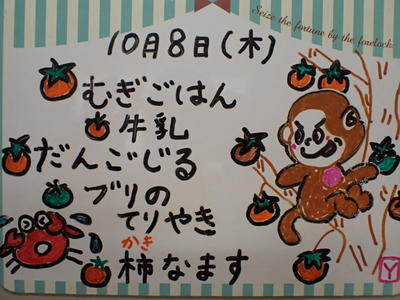 Seize the fortune by the forelock.
10月8日(木)
むぎごはん
牛乳
だんごじる
ブリの
てりやき
かき
柿なます
Y